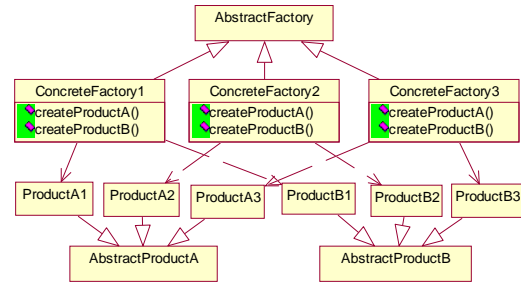 AbstractFactory
ConcreteFactory1
createProductA()
createProductB()
ConcreteFactory2
createProductA()
createProductB()
ConcreteFactory3
createProductA()
createProductB()
ProductA1
ProductA2
ProductA3
ProductB1
ProductB2
ProductB3
AbstractProductA
AbstractProductB